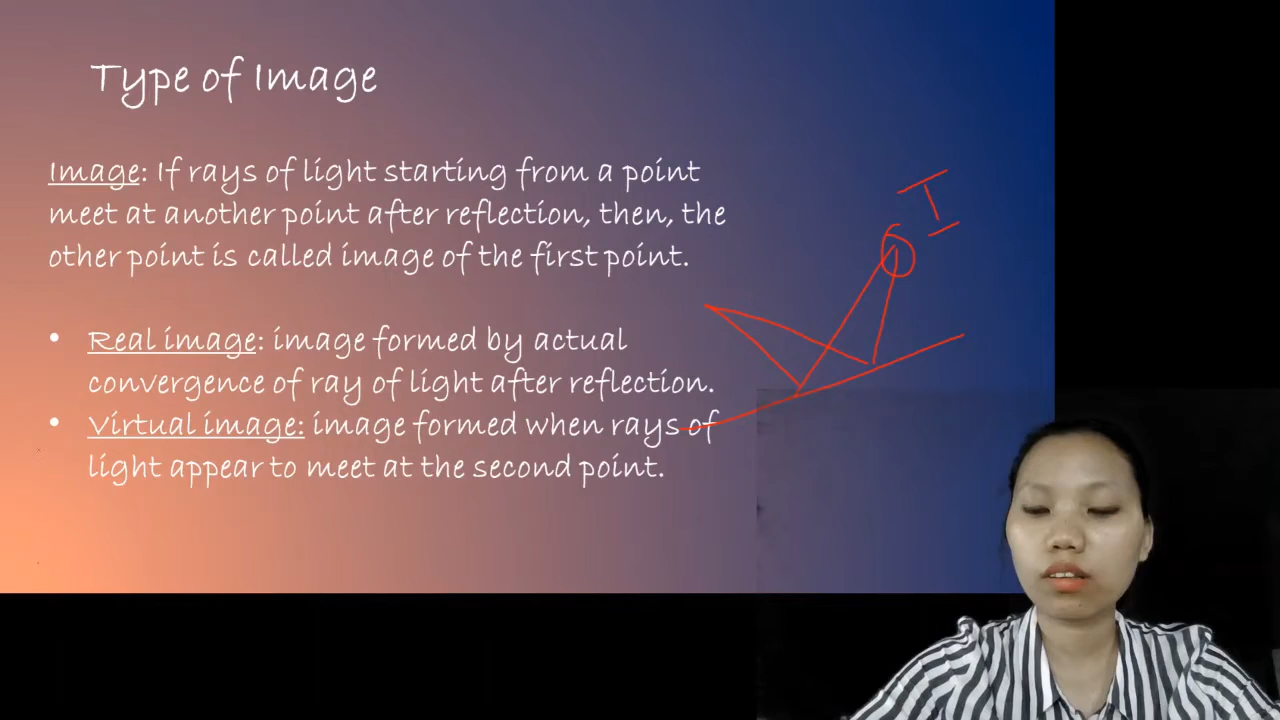 Type of Image
Image: If rays of light starting from a point
meet at another point after reflection, then, the
other point is called image of the first point.
• Real image: image formed by actual
convergence of ray of light after reflection.
• Virtual image: image formed when rays of
light appear to meet at the second point.
I